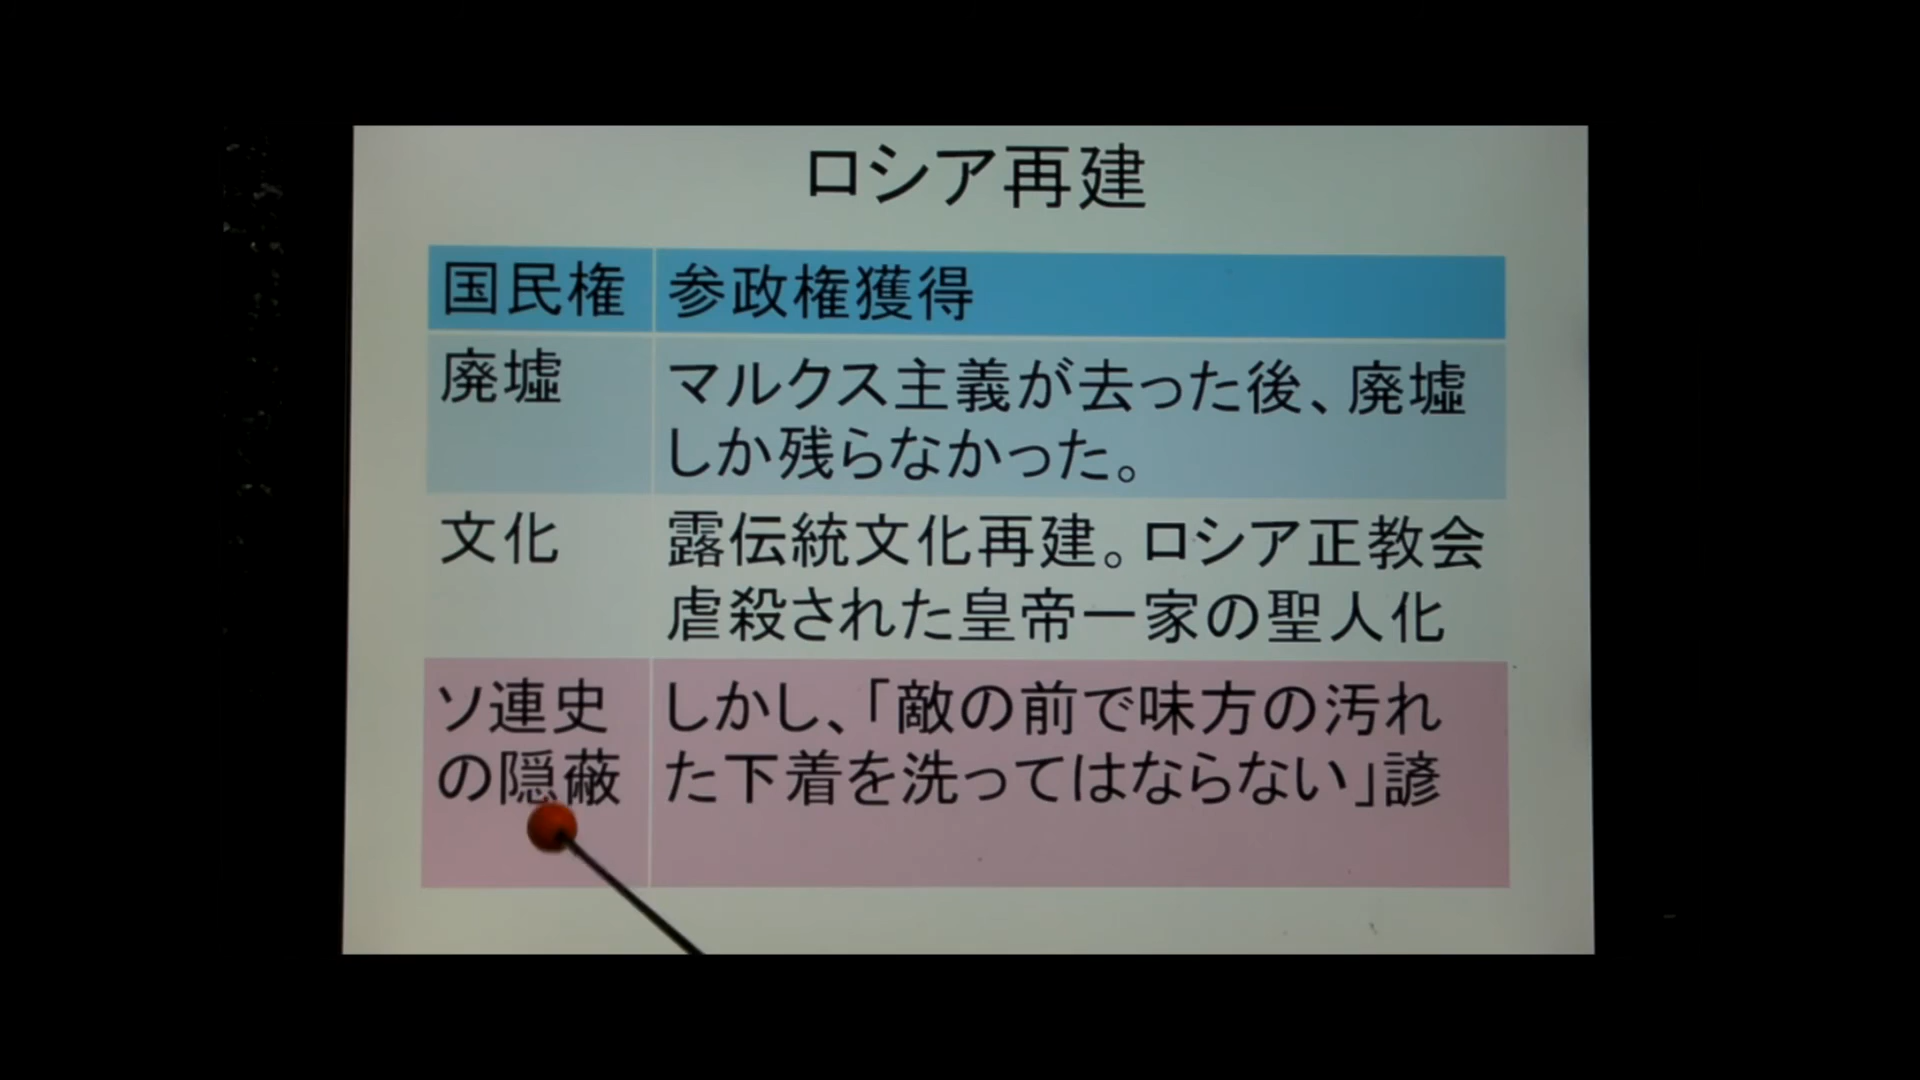 ロシア再建
国民権 参政権獲得
廃墟 マルクス主義が去った後、廃墟
しか残らなかった。
文化 露伝統文化再建。ロシア正教会
虐殺された皇帝一家の聖人化
ソ連史 しかし、「敵の前で味方の汚れ
の隠蔽 た下着を洗ってはならない」諺